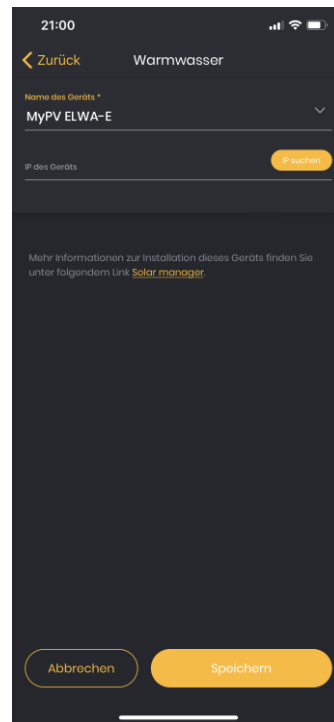 21:00
Zurück
Warmwasser
Name des Geräts *
MyPV ELWA-E
IP des Geräts
IP suchen
Mehr Informationen zur Installation dieses Geräts finden Sie
unter folgendem Link Solar manager.
Abbrechen
Speichern